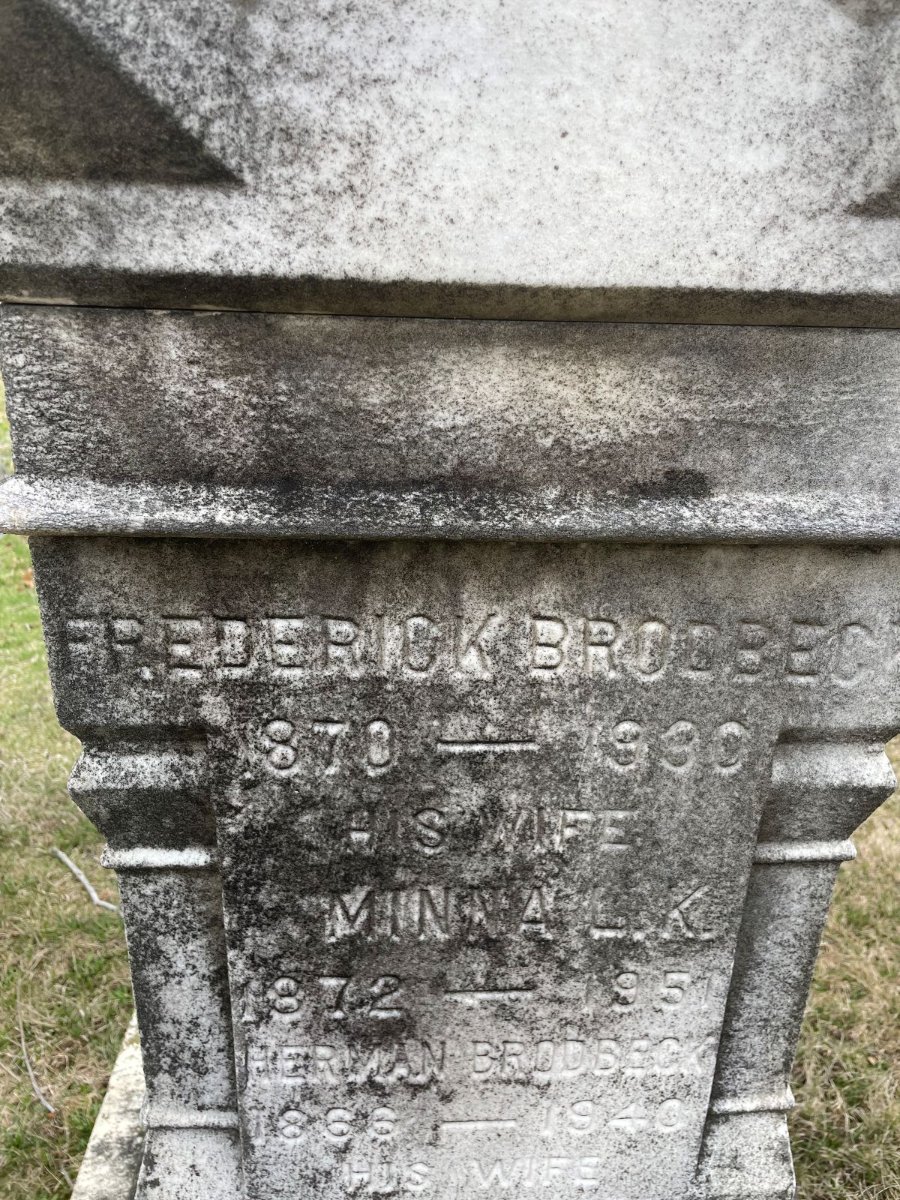 FREDERICK BRODBECK
1870 — 1930
HIS WIFE
MINNA L.K.
1872 — 1951
HERMAN BRODBECK
1866 — 1940
HIS WIFE